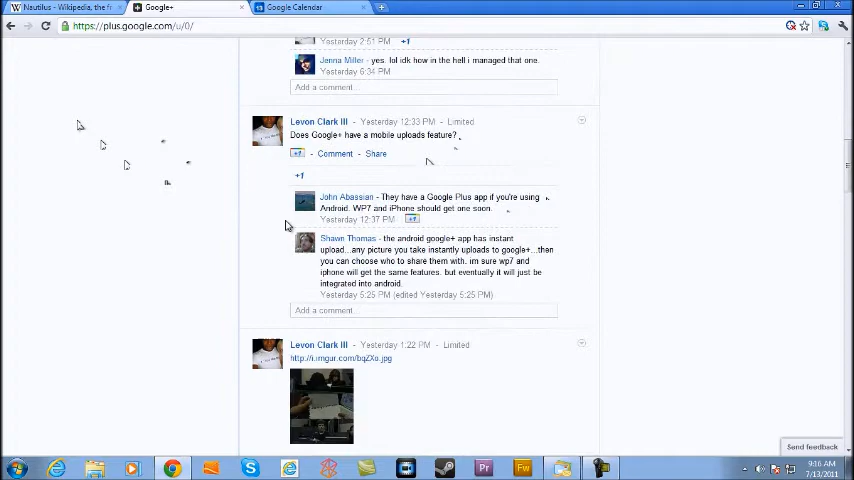 Nautilus - Wikipedia, the fr
Google+
13 Google Calendar
https://plus.google.com/u/0/
Yesterday 2:51 PM +1
Jenna Miller - yes. lol idk how in the hell i managed that one.
Yesterday 6:34 PM
Add a comment...
Levon Clark III - Yesterday 12:33 PM - Limited
Does Google+ have a mobile uploads feature?
+1 - Comment - Share
+1
John Abassian - They have a Google Plus app if you're using
Android. WP7 and iPhone should get one soon.
Yesterday 12:37 PM +1
Shawn Thomas - the android google+ app has instant
upload...any picture you take instantly uploads to google+...then
you can choose who to share them with. im sure wp7 and
iphone will get the same features. but eventually it will just be
integrated into android.
Yesterday 5:25 PM (edited Yesterday 5:25 PM)
Add a comment...
Levon Clark III - Yesterday 1:22 PM - Limited
http://i.imgur.com/bqZXo.jpg
Send feedback
Pr
Fw
9:16 AM
7/13/2011